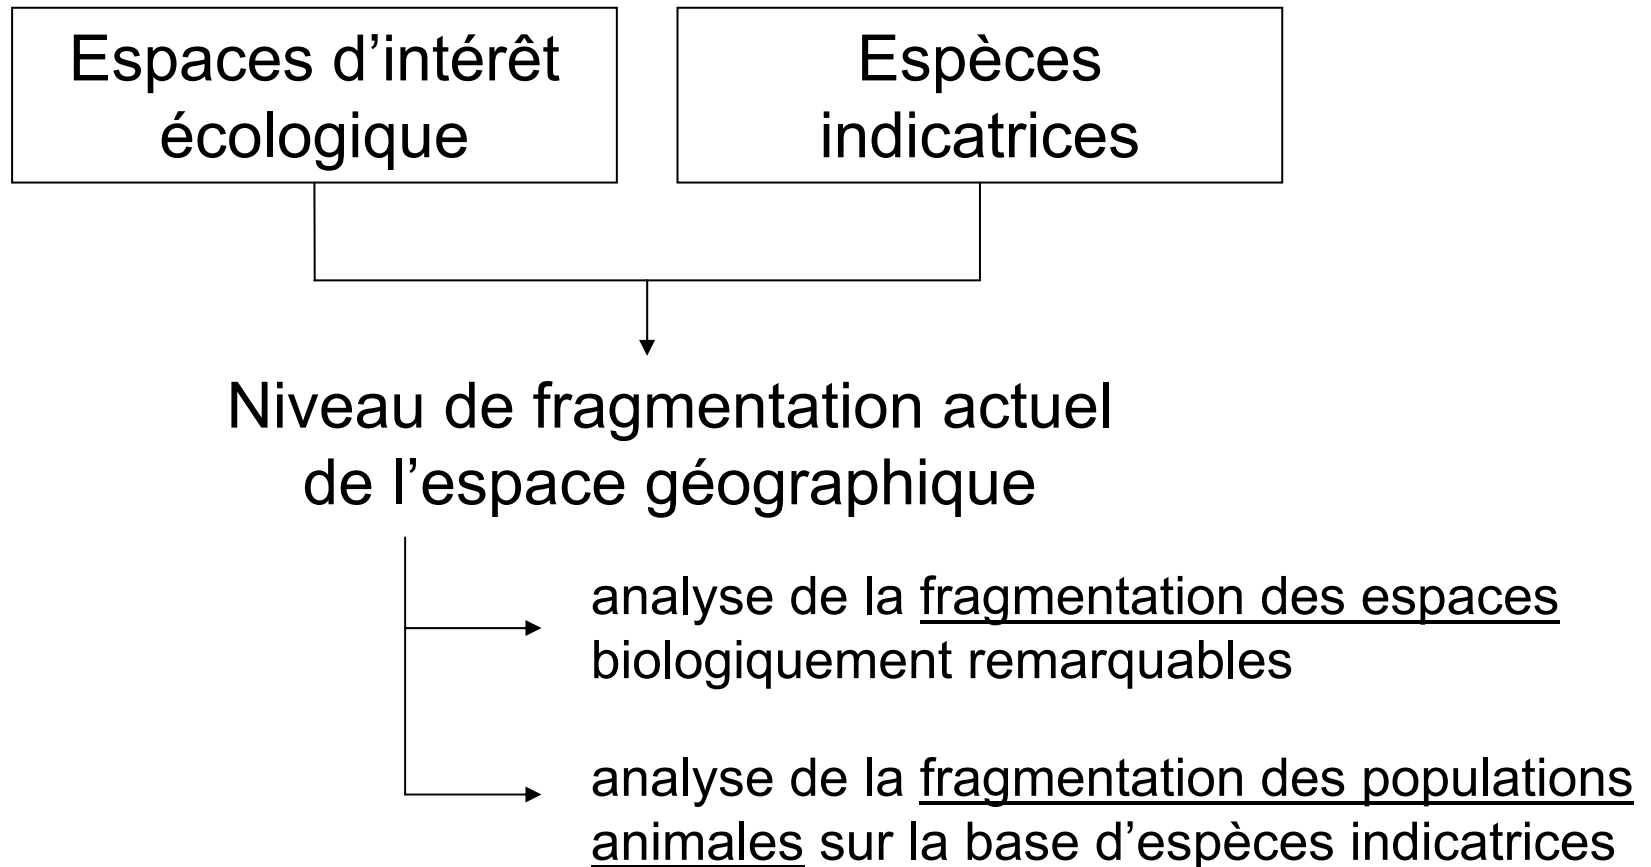 Espaces d’intérêt
écologique
Espèces
indicatrices
Niveau de fragmentation actuel
de l’espace géographique
analyse de la fragmentation des espaces
biologiquement remarquables
analyse de la fragmentation des populations
animales sur la base d’espèces indicatrices